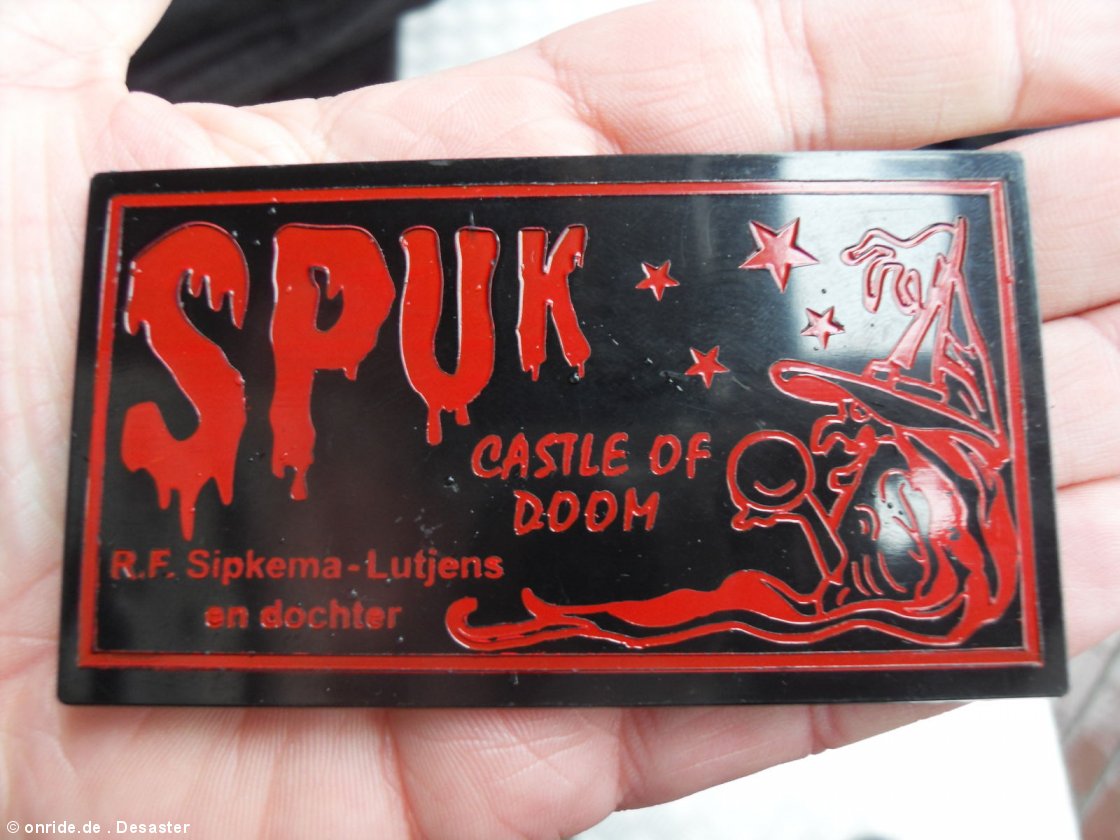 SPUK
CASTLE OF
DOOM
R.F. Sipkema-Lutjens
en dochter
© onride.de . Desaster